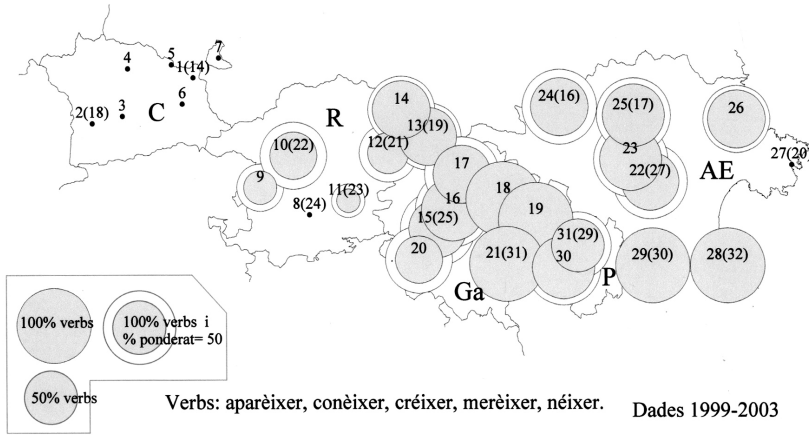 7
5
4
1(14)
6
2(18)
3
C
R
14
13(19)
12(21)
10(22)
9
11(23)
8(24)
17
16
15(25)
18
19
20
21(31)
31(29)
30
Ga
P
24(16)
25(17)
26
23
22(27)
AE
27(20)
29(30)
28(32)
100% verbs
100% verbs i
% ponderat= 50
50% verbs
Verbs: aparèixer, conèixer, créixer, merèixer, néixer.
Dades 1999-2003